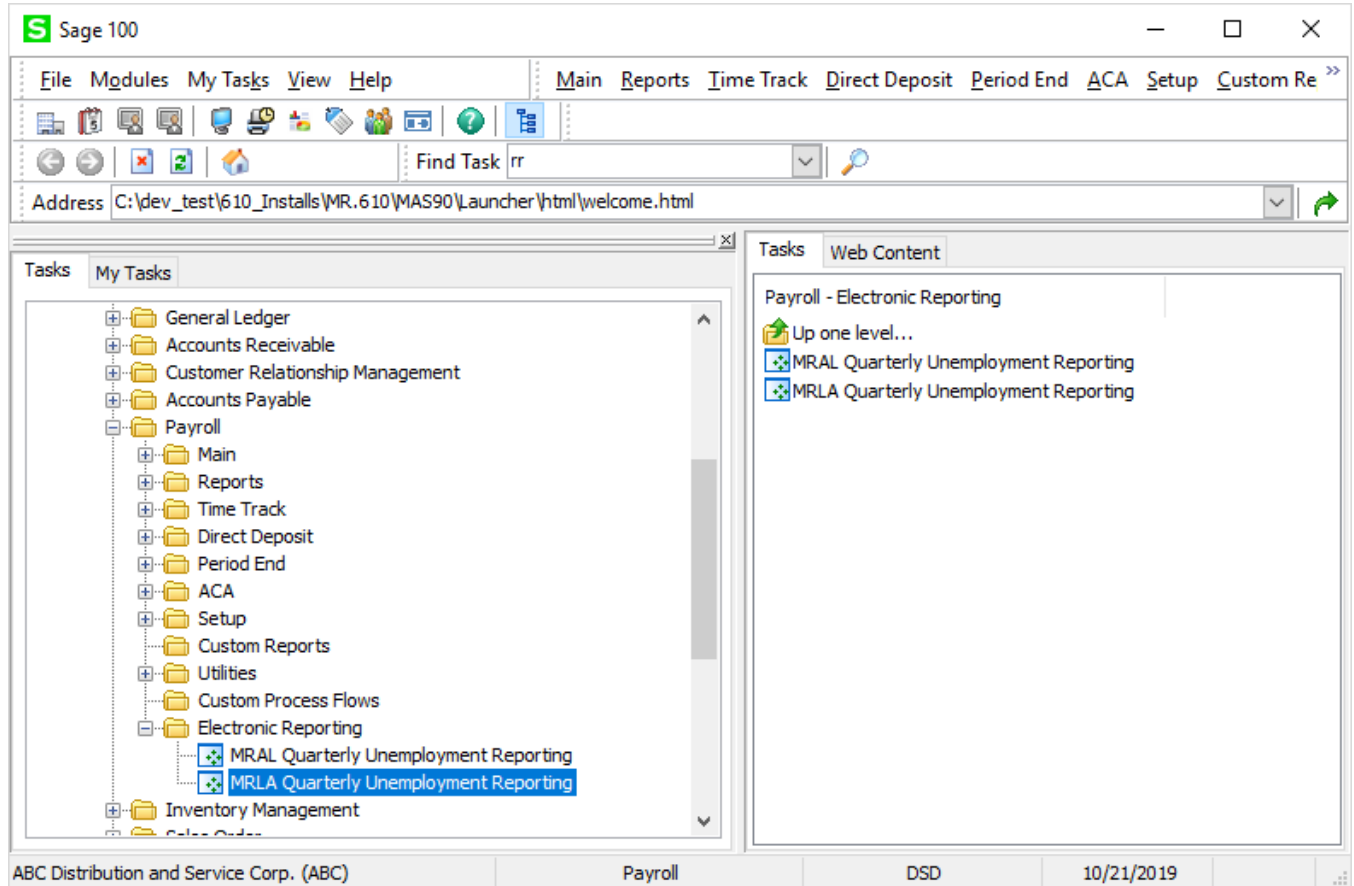 S Sage 100
File Modules My Tasks View Help Main Reports Time Track Direct Deposit Period End ACA Setup Custom Re »
Find Task rr
Address C:\dev_test\610_Installs\MR.610\MAS90\Launcher\html\welcome.html
Tasks My Tasks
General Ledger
Accounts Receivable
Customer Relationship Management
Accounts Payable
Payroll
Main
Reports
Time Track
Direct Deposit
Period End
ACA
Setup
Custom Reports
Utilities
Custom Process Flows
Electronic Reporting
MRAL Quarterly Unemployment Reporting
MRLA Quarterly Unemployment Reporting
Inventory Management
Sales Order
Tasks Web Content
Payroll - Electronic Reporting
Up one level...
MRAL Quarterly Unemployment Reporting
MRLA Quarterly Unemployment Reporting
ABC Distribution and Service Corp. (ABC) Payroll DSD 10/21/2019